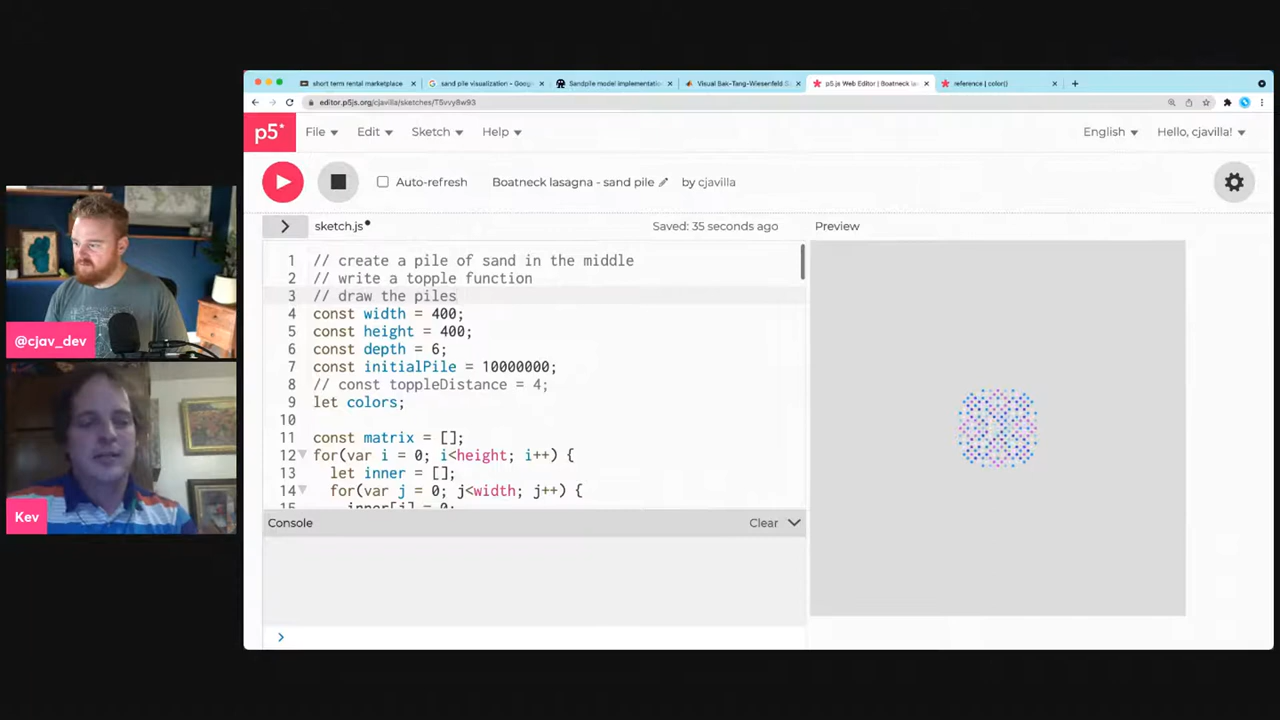 short term rental marketplace
sand pile visualization - Goog
Sandpile model implementation
Visual Bak-Tang-Wiesenfeld S
p5.js Web Editor | Boatneck la
reference | color()
editor.p5js.org/cjavilla/sketches/T5vvy8w93
p5* File Edit Sketch Help English Hello, cjavilla!
Auto-refresh Boatneck lasagna - sand pile by cjavilla
sketch.js Saved: 35 seconds ago Preview
1 // create a pile of sand in the middle
2 // write a topple function
3 // draw the piles
4 const width = 400;
5 const height = 400;
6 const depth = 6;
7 const initialPile = 10000000;
8 // const toppleDistance = 4;
9 let colors;
10
11 const matrix = [];
12 for(var i = 0; i<height; i++) {
13 let inner = [];
14 for(var j = 0; j<width; j++) {
15 inner[j] = 0;
Console Clear
>
@cjav_dev
Kev